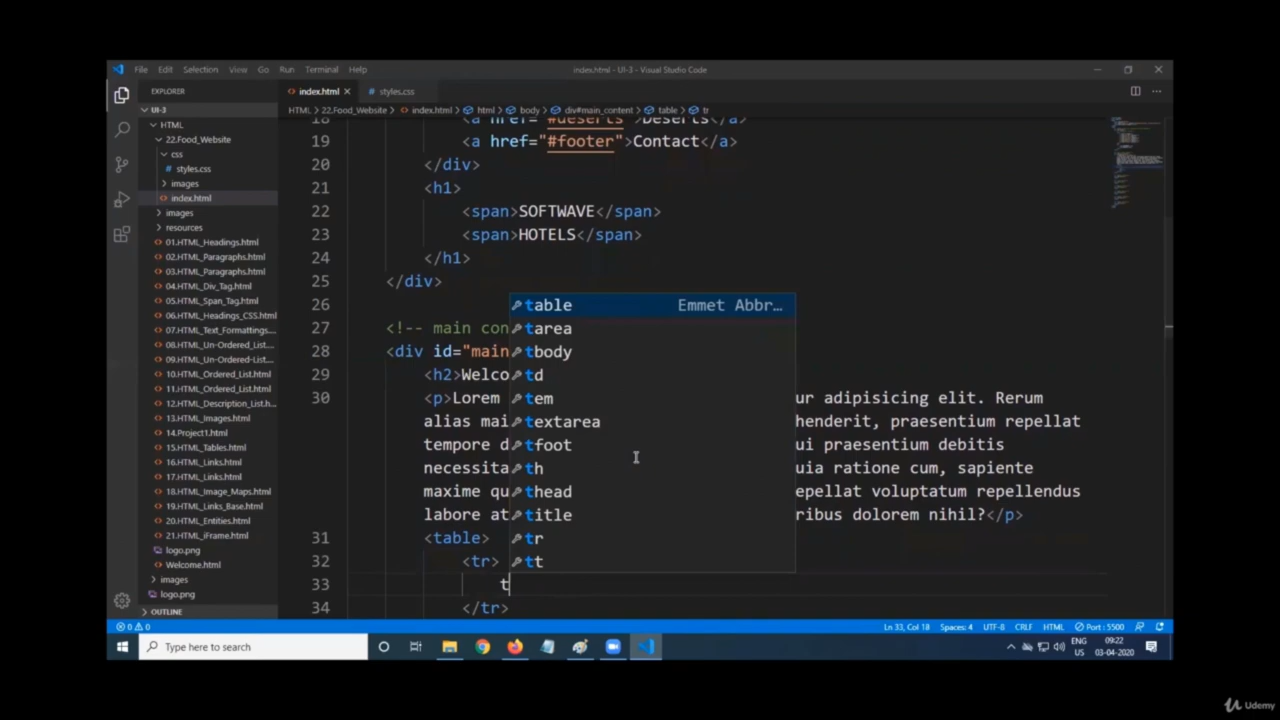 File Edit Selection View Go Run Terminal Help
index.html - UI-3 - Visual Studio Code
EXPLORER
index.html
styles.css
UI-3
HTML > 22.Food_Website > index.html > html > body > div#main_content > table > tr
HTML
22.Food_Website
css
styles.css
images
index.html
images
resources
01.HTML_Headings.html
02.HTML_Paragraphs.html
03.HTML_Paragraphs.html
04.HTML_Div_Tag.html
05.HTML_Span_Tag.html
06.HTML_Headings_CSS.html
07.HTML_Text_Formattings....
08.HTML_Un-Ordered_List....
09.HTML_Un-Ordered-List....
10.HTML_Ordered_List.html
11.HTML_Ordered_List.html
12.HTML_Description_List.h...
13.HTML_Images.html
14.Project1.html
15.HTML_Tables.html
16.HTML_Links.html
17.HTML_Links.html
18.HTML_Image_Maps.html
19.HTML_Links_Base.html
20.HTML_Entities.html
21.HTML_iFrame.html
logo.png
Welcome.html
images
logo.png
OUTLINE
18 <a href="#deserts">Deserts</a>
19 <a href="#footer">Contact</a>
20 </div>
21 <h1>
22 <span>SOFTWAVE</span>
23 <span>HOTELS</span>
24 </h1>
25 </div>
26
27 <!-- main con
28 <div id="main
29 <h2>Welco
30 <p>Lorem ur adipisicing elit. Rerum
alias mai henderit, praesentium repellat
tempore d ui praesentium debitis
necessita uia ratione cum, sapiente
maxime qu epellat voluptatum repellendus
labore at ribus dolorem nihil?</p>
31 <table>
32 <tr>
33 t
34 </tr>
table Emmet Abbr...
tarea
tbody
td
tem
textarea
tfoot
th
thead
title
tr
tt
0 0 Ln 33, Col 18 Spaces: 4 UTF-8 CRLF HTML Port : 5500
Type here to search
ENG
US
09:22
03-04-2020
Udemy